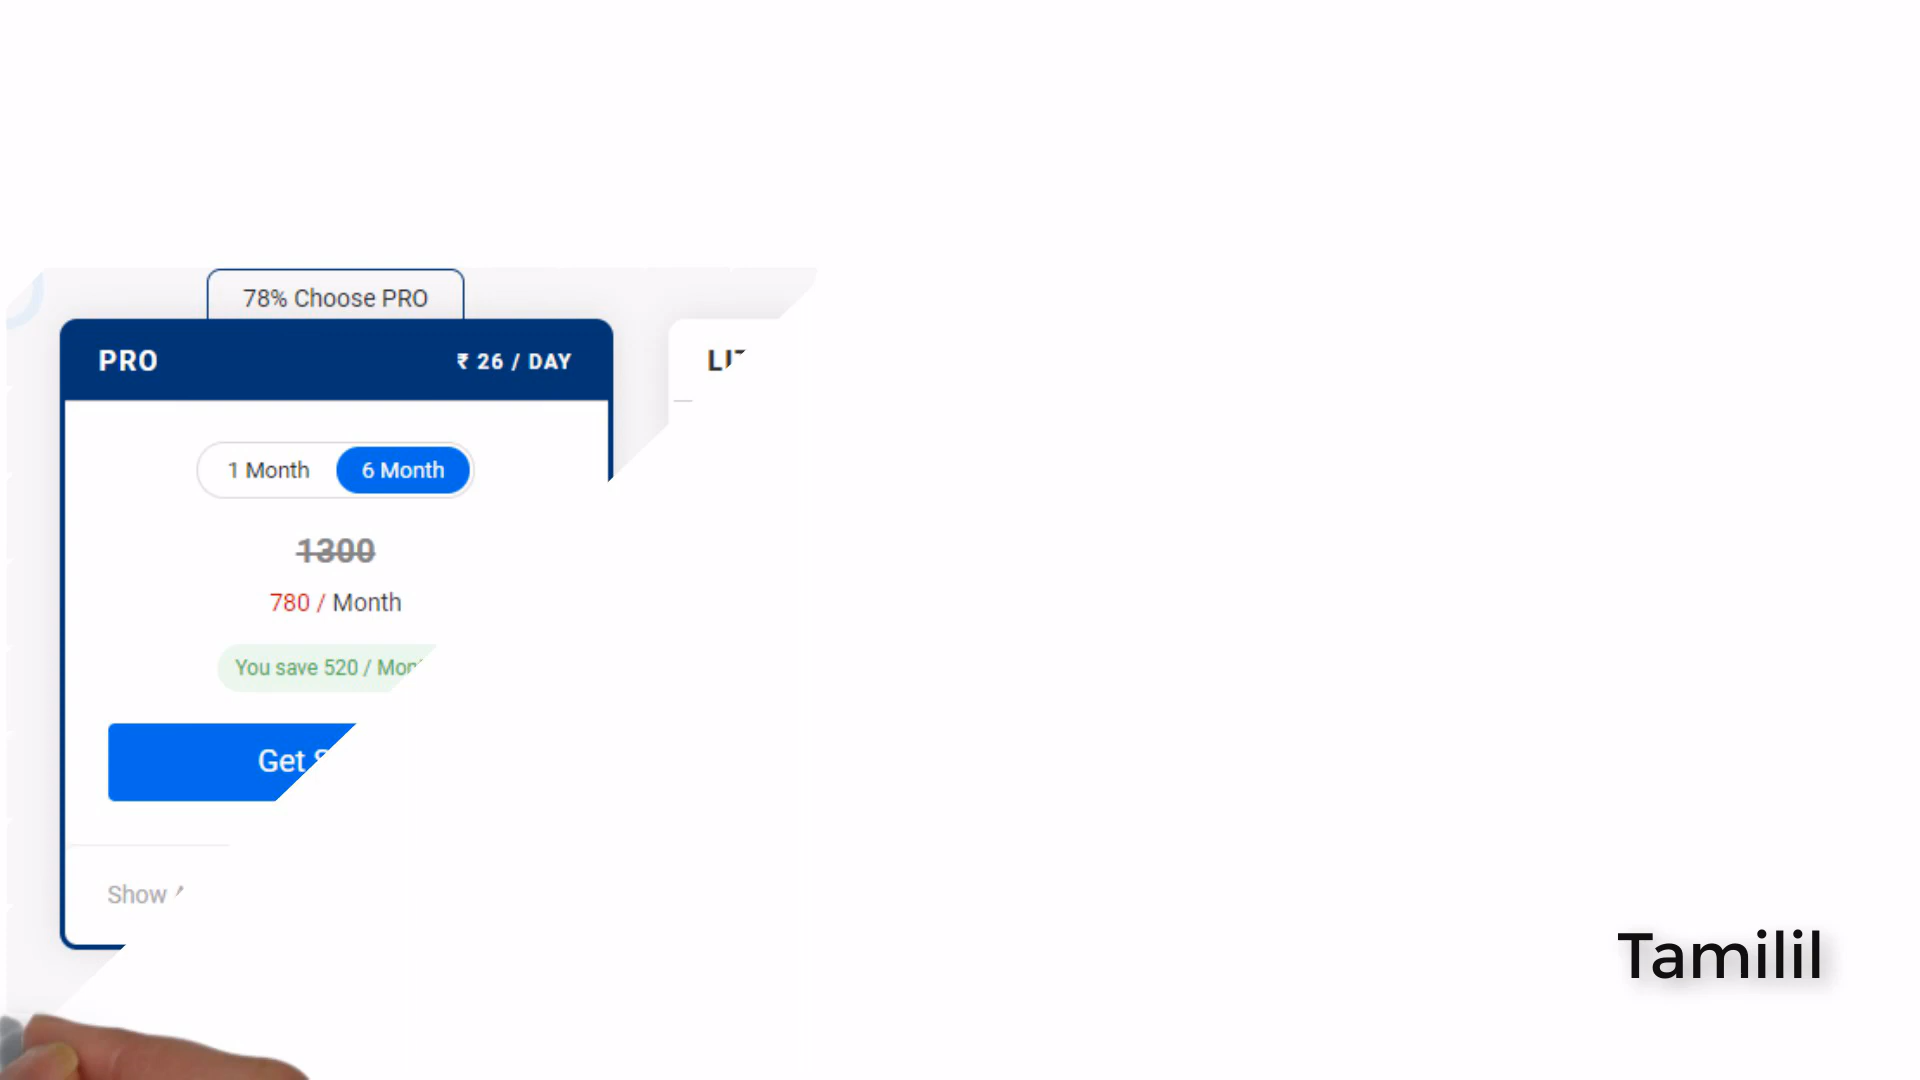 78% Choose PRO
PRO
₹ 26 / DAY
1 Month
6 Month
1300
780 / Month
You save 520 /
Get
Show
Tamilil